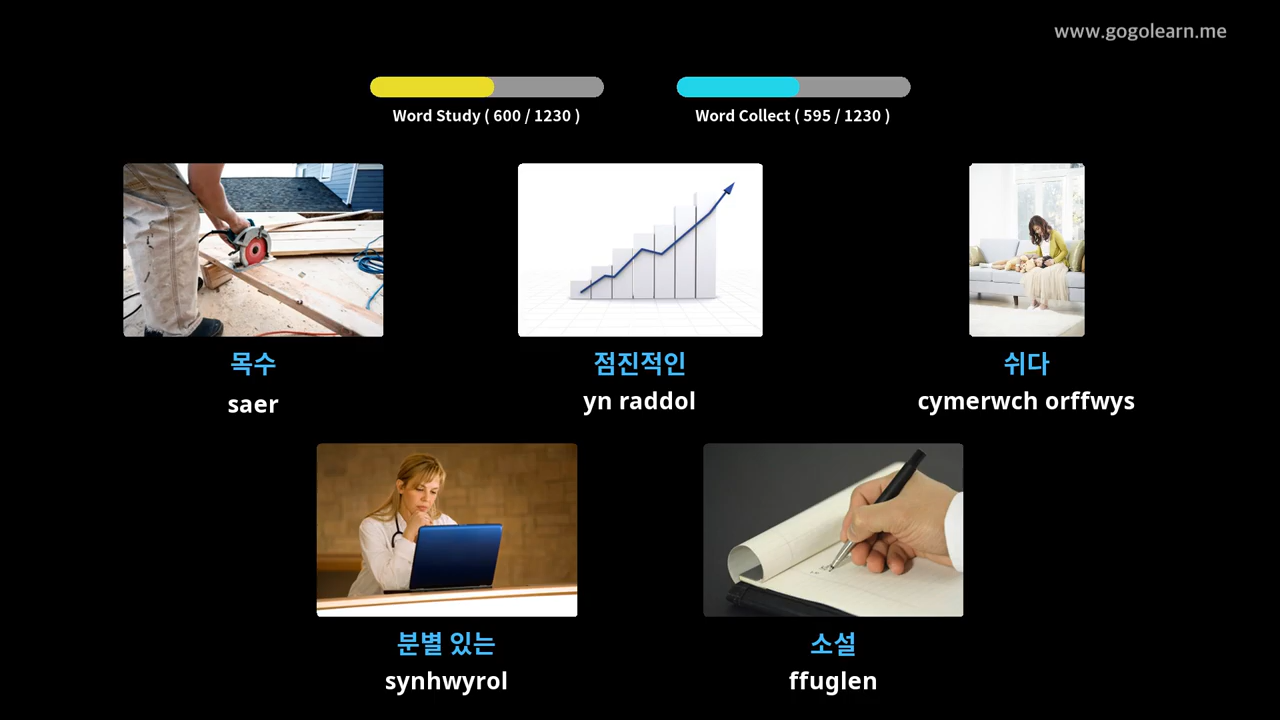 www.gogolearn.me
Word Study ( 600 / 1230 )
Word Collect ( 595 / 1230 )
목수
saer
점진적인
yn raddol
쉬다
cymerwch orffwys
분별 있는
synhwyrol
소설
ffuglen